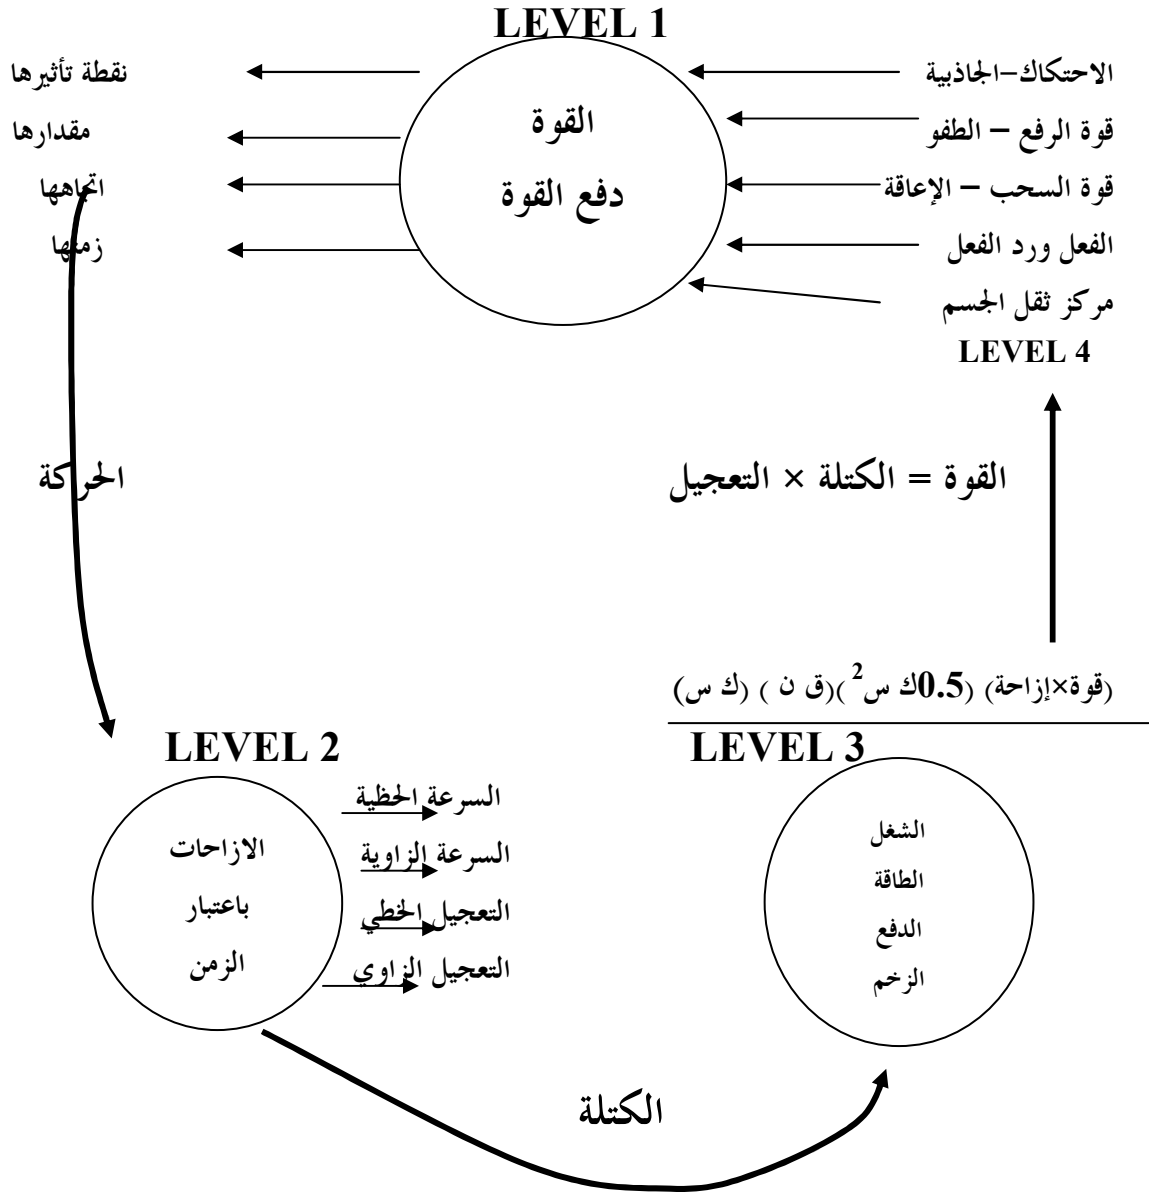 LEVEL 1
الاحتكاك–الجاذبية
قوة الرفع – الطفو
قوة السحب – الإعاقة
الفعل ورد الفعل
مركز ثقل الجسم
LEVEL 4
القوة
دفع القوة
نقطة تأثيرها
مقدارها
اتجاهها
زمنها
الحركة
القوة = الكتلة × التعجيل
(قوة×إزاحة) (0.5ك س2)(ق ن ) (ك س)
LEVEL 2
الازاحات
باعتبار
الزمن
السرعة الحظية
السرعة الزاوية
التعجيل الخطي
التعجيل الزاوي
LEVEL 3
الشغل
الطاقة
الدفع
الزخم
الكتلة